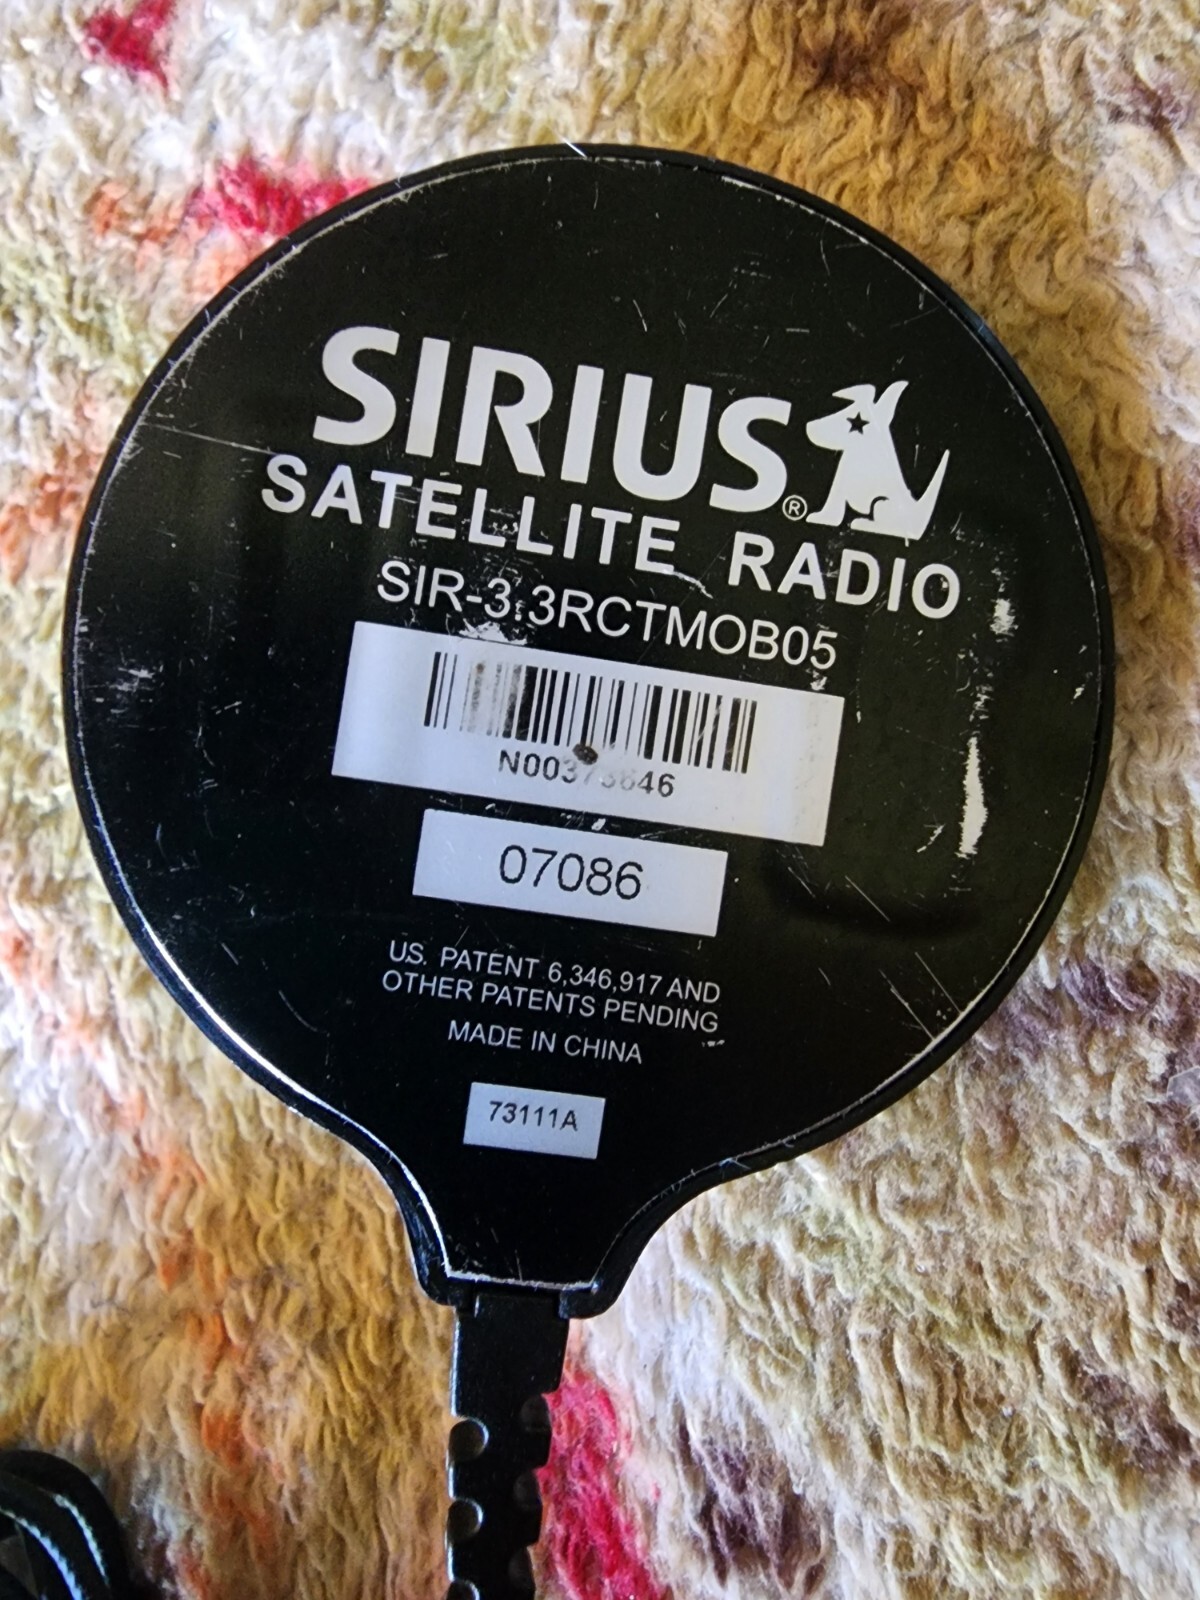 SIRIUS®
SATELLITE RADIO
SIR-3.3RCTMOB05
07086
US. PATENT 6,346,917 AND
OTHER PATENTS PENDING
MADE IN CHINA
73111A